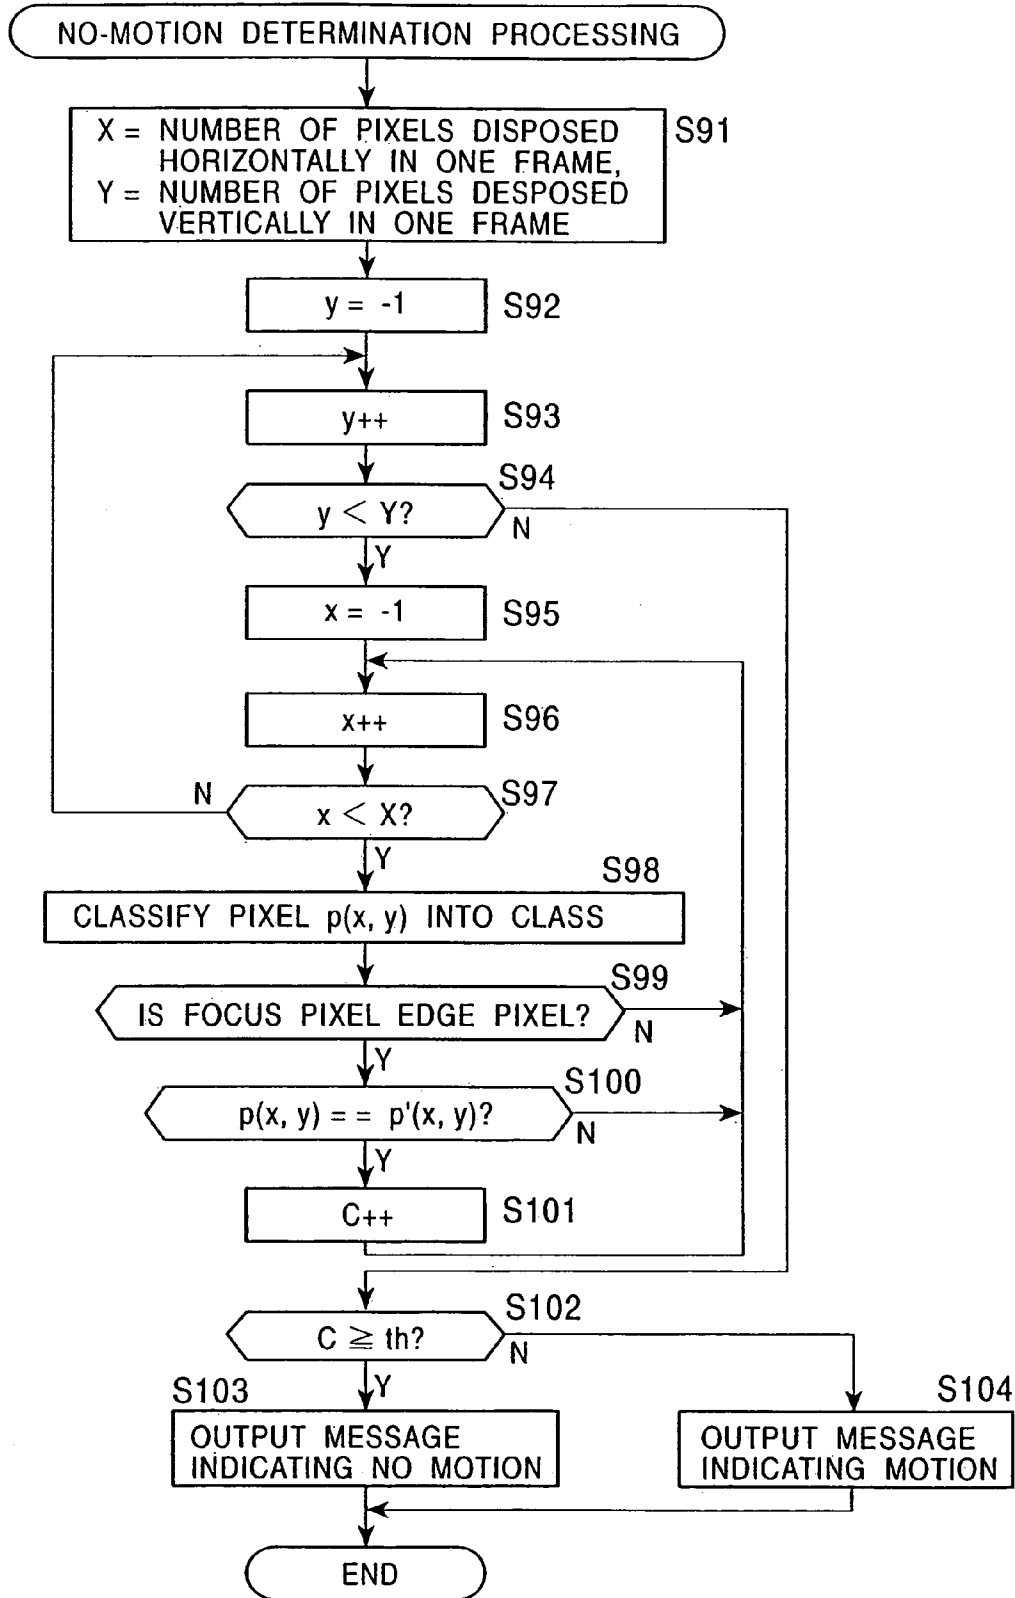 NO-MOTION DETERMINATION PROCESSING
X = NUMBER OF PIXELS DISPOSED
HORIZONTALLY IN ONE FRAME,
Y = NUMBER OF PIXELS DESPOSED
VERTICALLY IN ONE FRAME
S91
y = -1
S92
y++
S93
S94
y < Y?
N
Y
x = -1
S95
x++
S96
N
S97
x < X?
Y
S98
CLASSIFY PIXEL p(x, y) INTO CLASS
S99
IS FOCUS PIXEL EDGE PIXEL?
N
Y
S100
p(x, y) = = p'(x, y)?
N
Y
C++
S101
S102
C ≧ th?
N
Y
S103
OUTPUT MESSAGE
INDICATING NO MOTION
S104
OUTPUT MESSAGE
INDICATING MOTION
END